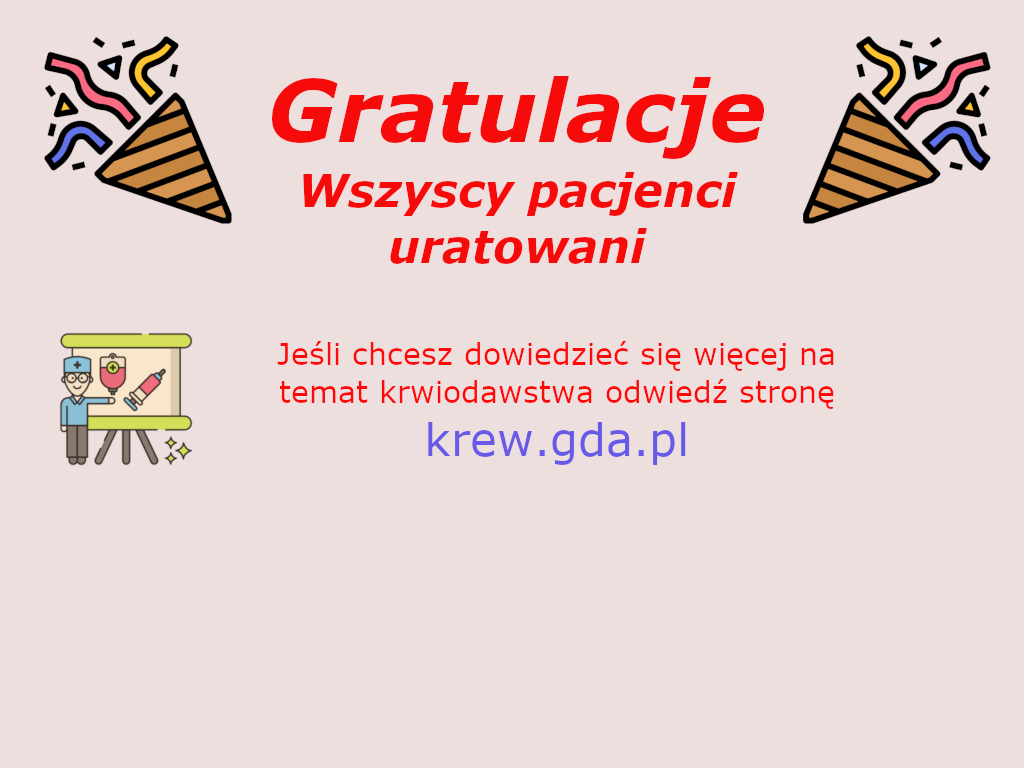 Gratulacje
Wszyscy pacjenci
uratowani
Jeśli chcesz dowiedzieć się więcej na
temat krwiodawstwa odwiedź stronę
krew.gda.pl